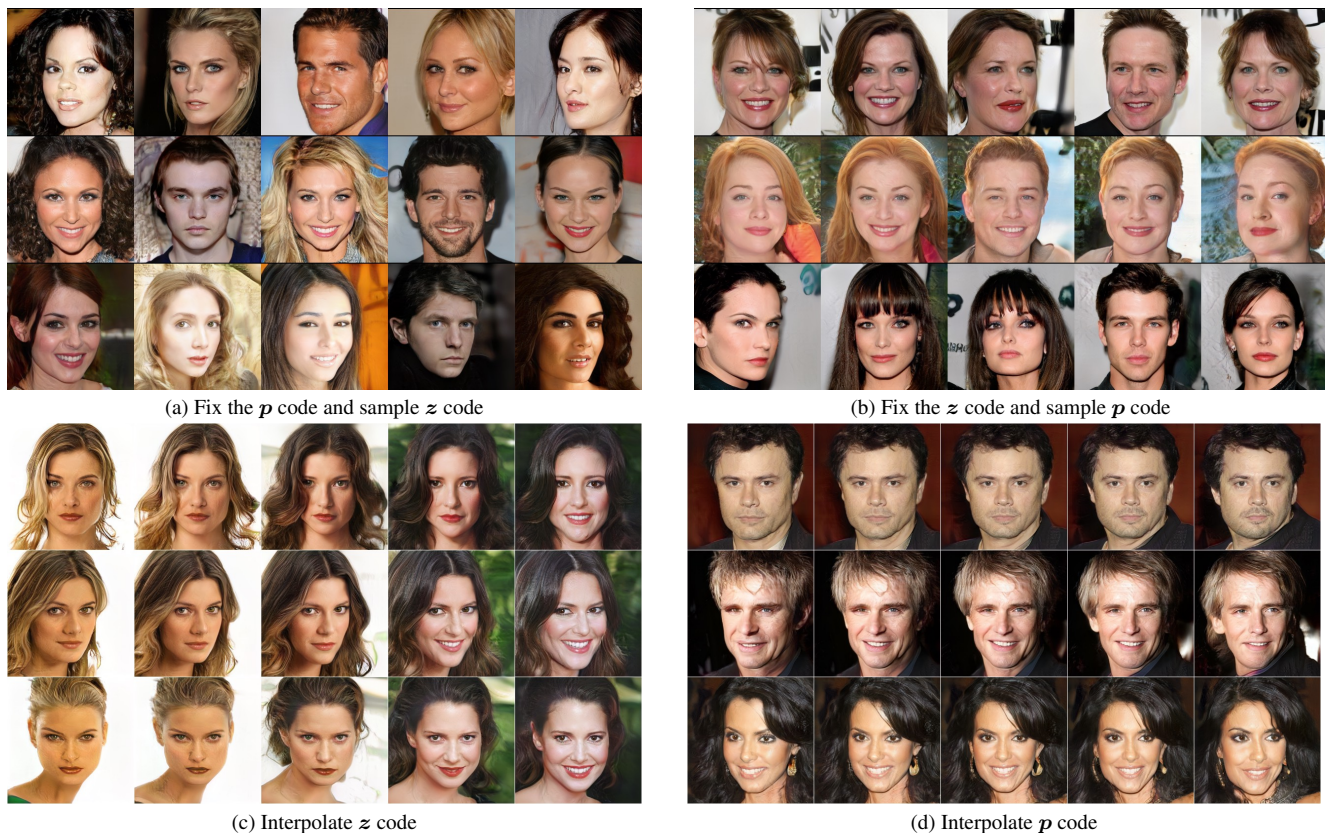 (a) Fix the p code and sample z code
(b) Fix the z code and sample p code
(c) Interpolate z code
(d) Interpolate p code